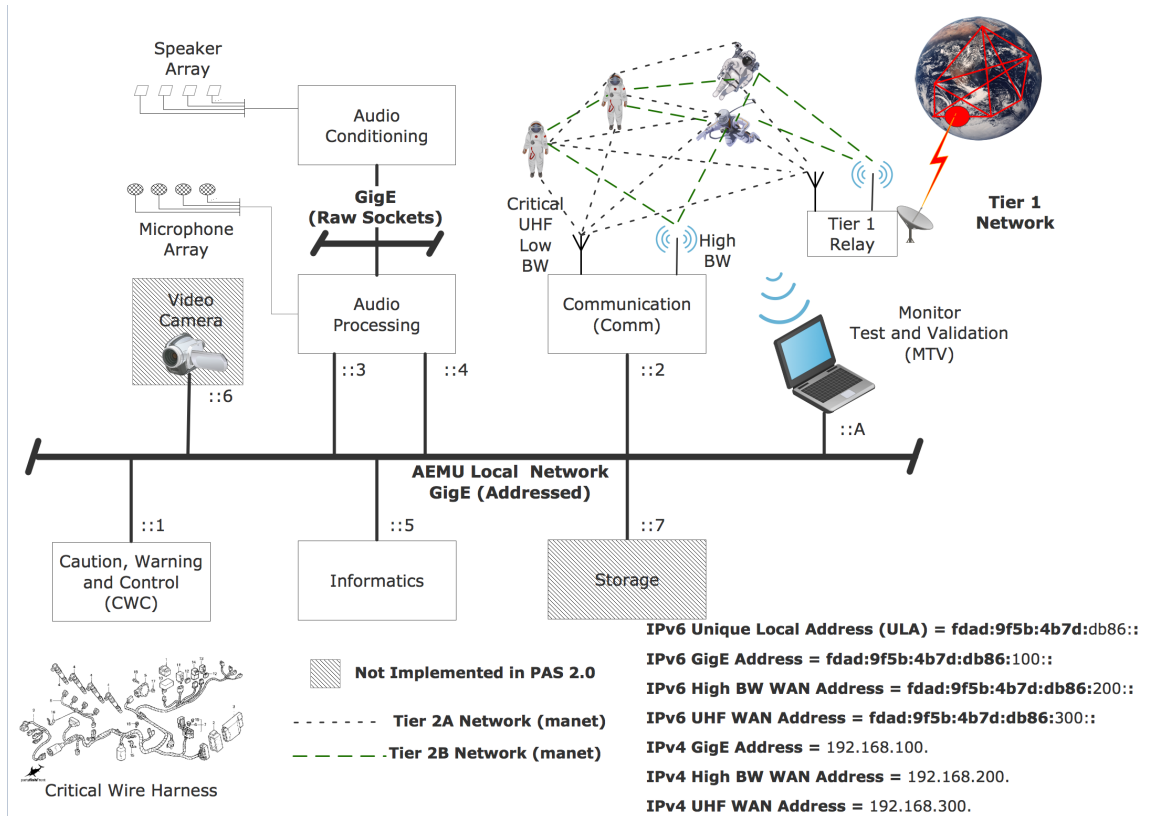 Speaker
Array
Audio
Conditioning
GigE
(Raw Sockets)
Microphone
Array
Critical
UHF
Low
BW
High
BW
Tier 1
Relay
Tier 1
Network
Video
Camera
Audio
Processing
Communication
(Comm)
Monitor
Test and Validation
(MTV)
::6
::3
::4
::2
::A
AEMU Local Network
GigE (Addressed)
::1
::5
::7
Caution, Warning
and Control
(CWC)
Informatics
Storage
IPv6 Unique Local Address (ULA) = fdad:9f5b:4b7d:db86::
IPv6 GigE Address = fdad:9f5b:4b7d:db86:100::
IPv6 High BW WAN Address = fdad:9f5b:4b7d:db86:200::
IPv6 UHF WAN Address = fdad:9f5b:4b7d:db86:300::
IPv4 GigE Address = 192.168.100.
IPv4 High BW WAN Address = 192.168.200.
IPv4 UHF WAN Address = 192.168.300.
Not Implemented in PAS 2.0
Tier 2A Network (manet)
Tier 2B Network (manet)
Critical Wire Harness